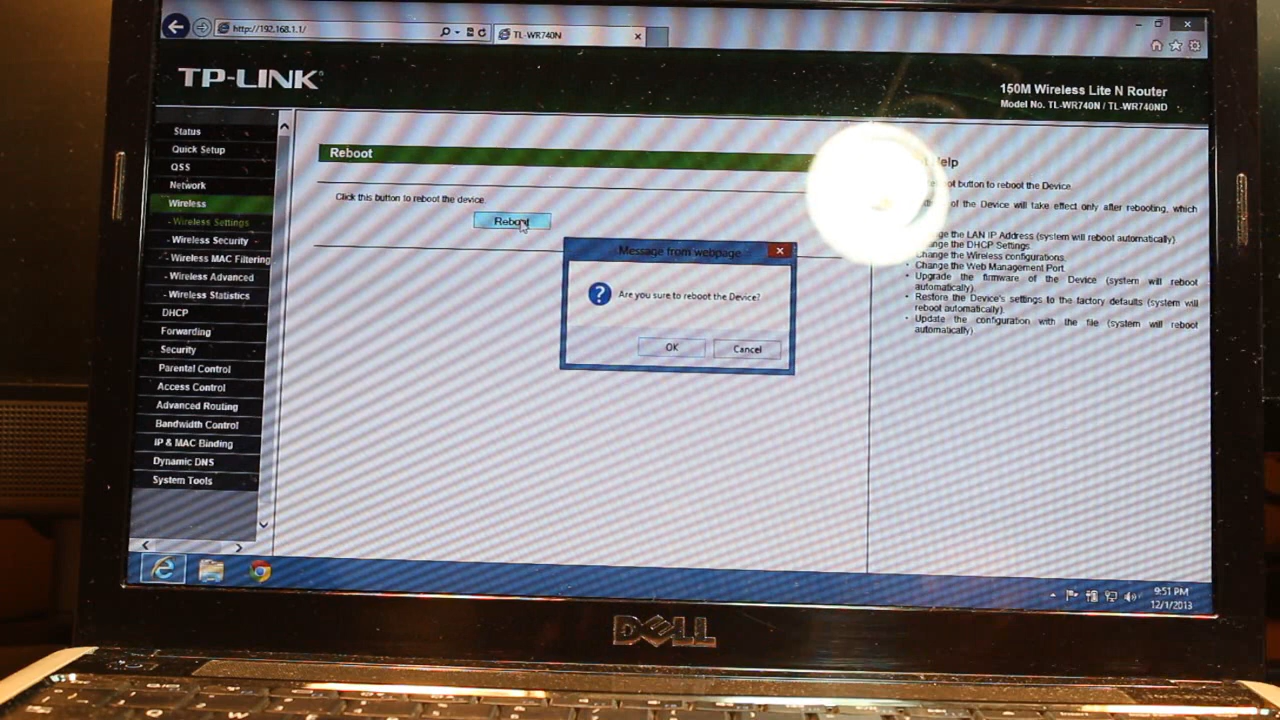 http://192.168.1.1/
TL-WR740N
TP-LINK
150M Wireless Lite N Router
Model No. TL-WR740N / TL-WR740ND
Status
Quick Setup
QSS
Network
Wireless
- Wireless Settings
- Wireless Security
- Wireless MAC Filtering
- Wireless Advanced
- Wireless Statistics
DHCP
Forwarding
Security
Parental Control
Access Control
Advanced Routing
Bandwidth Control
IP & MAC Binding
Dynamic DNS
System Tools
Reboot
Click this button to reboot the device.
Reboot
Message from webpage
Are you sure to reboot the Device?
OK
Cancel
Help
button to reboot the Device.
of the Device will take effect only after rebooting, which
the LAN IP Address (system will reboot automatically)
the DHCP Settings.
Change the Wireless configurations.
• Change the Web Management Port.
• Upgrade the firmware of the Device (system will reboot
automatically).
• Restore the Device's settings to the factory defaults (system will
reboot automatically).
• Update the configuration with the file (system will reboot
automatically).
9:51 PM
12/1/2013
DELL